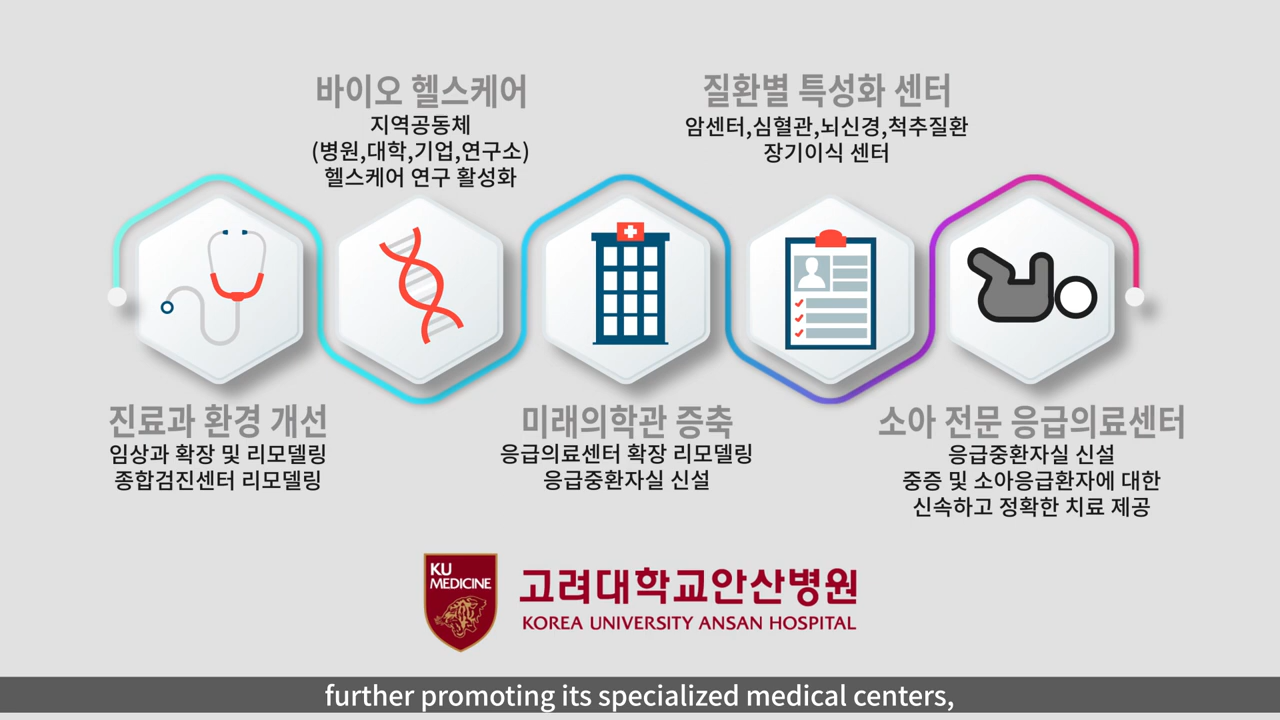 바이오 헬스케어
지역공동체
(병원,대학,기업,연구소)
헬스케어 연구 활성화
질환별 특성화 센터
암센터,심혈관,뇌신경,척추질환
장기이식 센터
진료과 환경 개선
임상과 확장 및 리모델링
종합검진센터 리모델링
미래의학관 증축
응급의료센터 확장 리모델링
응급중환자실 신설
소아 전문 응급의료센터
응급중환자실 신설
중증 및 소아응급환자에 대한
신속하고 정확한 치료 제공
KU
MEDICINE
고려대학교안산병원
KOREA UNIVERSITY ANSAN HOSPITAL
further promoting its specialized medical centers,